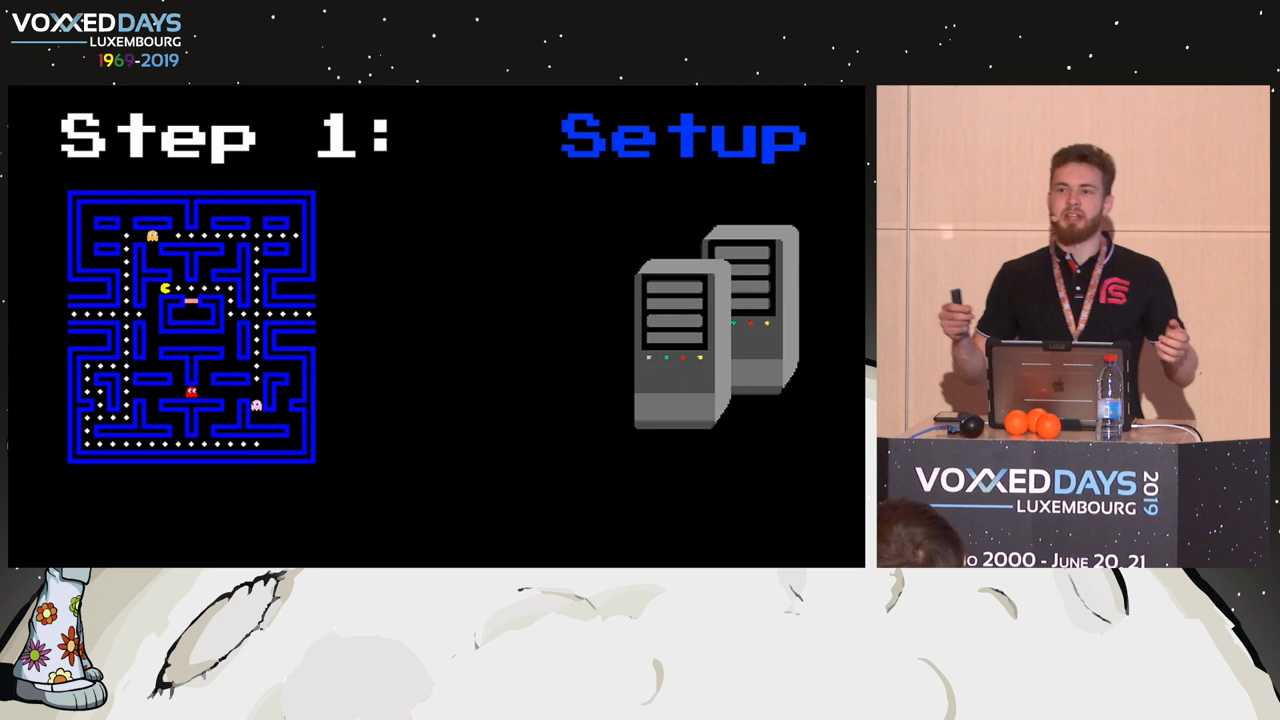 VOXXED DAYS
LUXEMBOURG
1969-2019
Step 1: Setup
VOXXED DAYS
LUXEMBOURG
2019
2000 - JUNE 20, 21